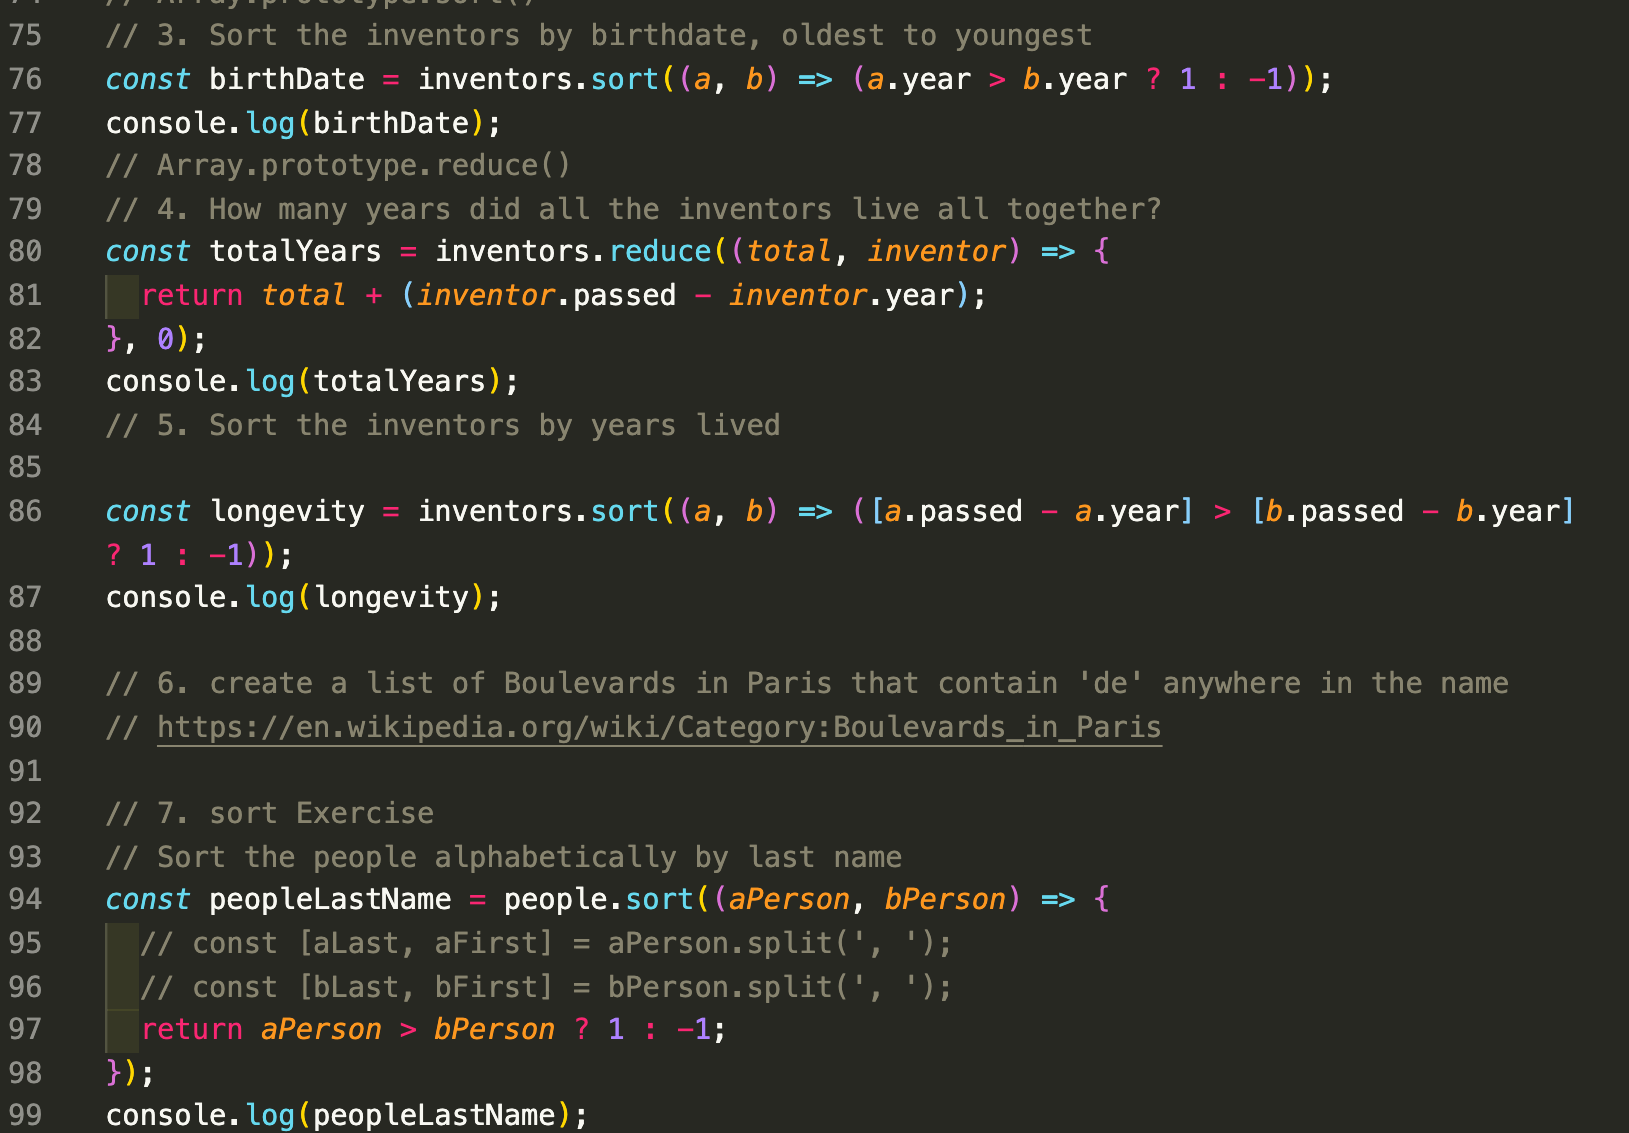 74 // Array.prototype.sort()
75 // 3. Sort the inventors by birthdate, oldest to youngest
76 const birthDate = inventors.sort((a, b) => (a.year > b.year ? 1 : -1));
77 console.log(birthDate);
78 // Array.prototype.reduce()
79 // 4. How many years did all the inventors live all together?
80 const totalYears = inventors.reduce((total, inventor) => {
81 return total + (inventor.passed - inventor.year);
82 }, 0);
83 console.log(totalYears);
84 // 5. Sort the inventors by years lived
85
86 const longevity = inventors.sort((a, b) => ([a.passed - a.year] > [b.passed - b.year]
? 1 : -1));
87 console.log(longevity);
88
89 // 6. create a list of Boulevards in Paris that contain 'de' anywhere in the name
90 // https://en.wikipedia.org/wiki/Category:Boulevards_in_Paris
91
92 // 7. sort Exercise
93 // Sort the people alphabetically by last name
94 const peopleLastName = people.sort((aPerson, bPerson) => {
95 // const [aLast, aFirst] = aPerson.split(', ');
96 // const [bLast, bFirst] = bPerson.split(', ');
97 return aPerson > bPerson ? 1 : -1;
98 });
99 console.log(peopleLastName);